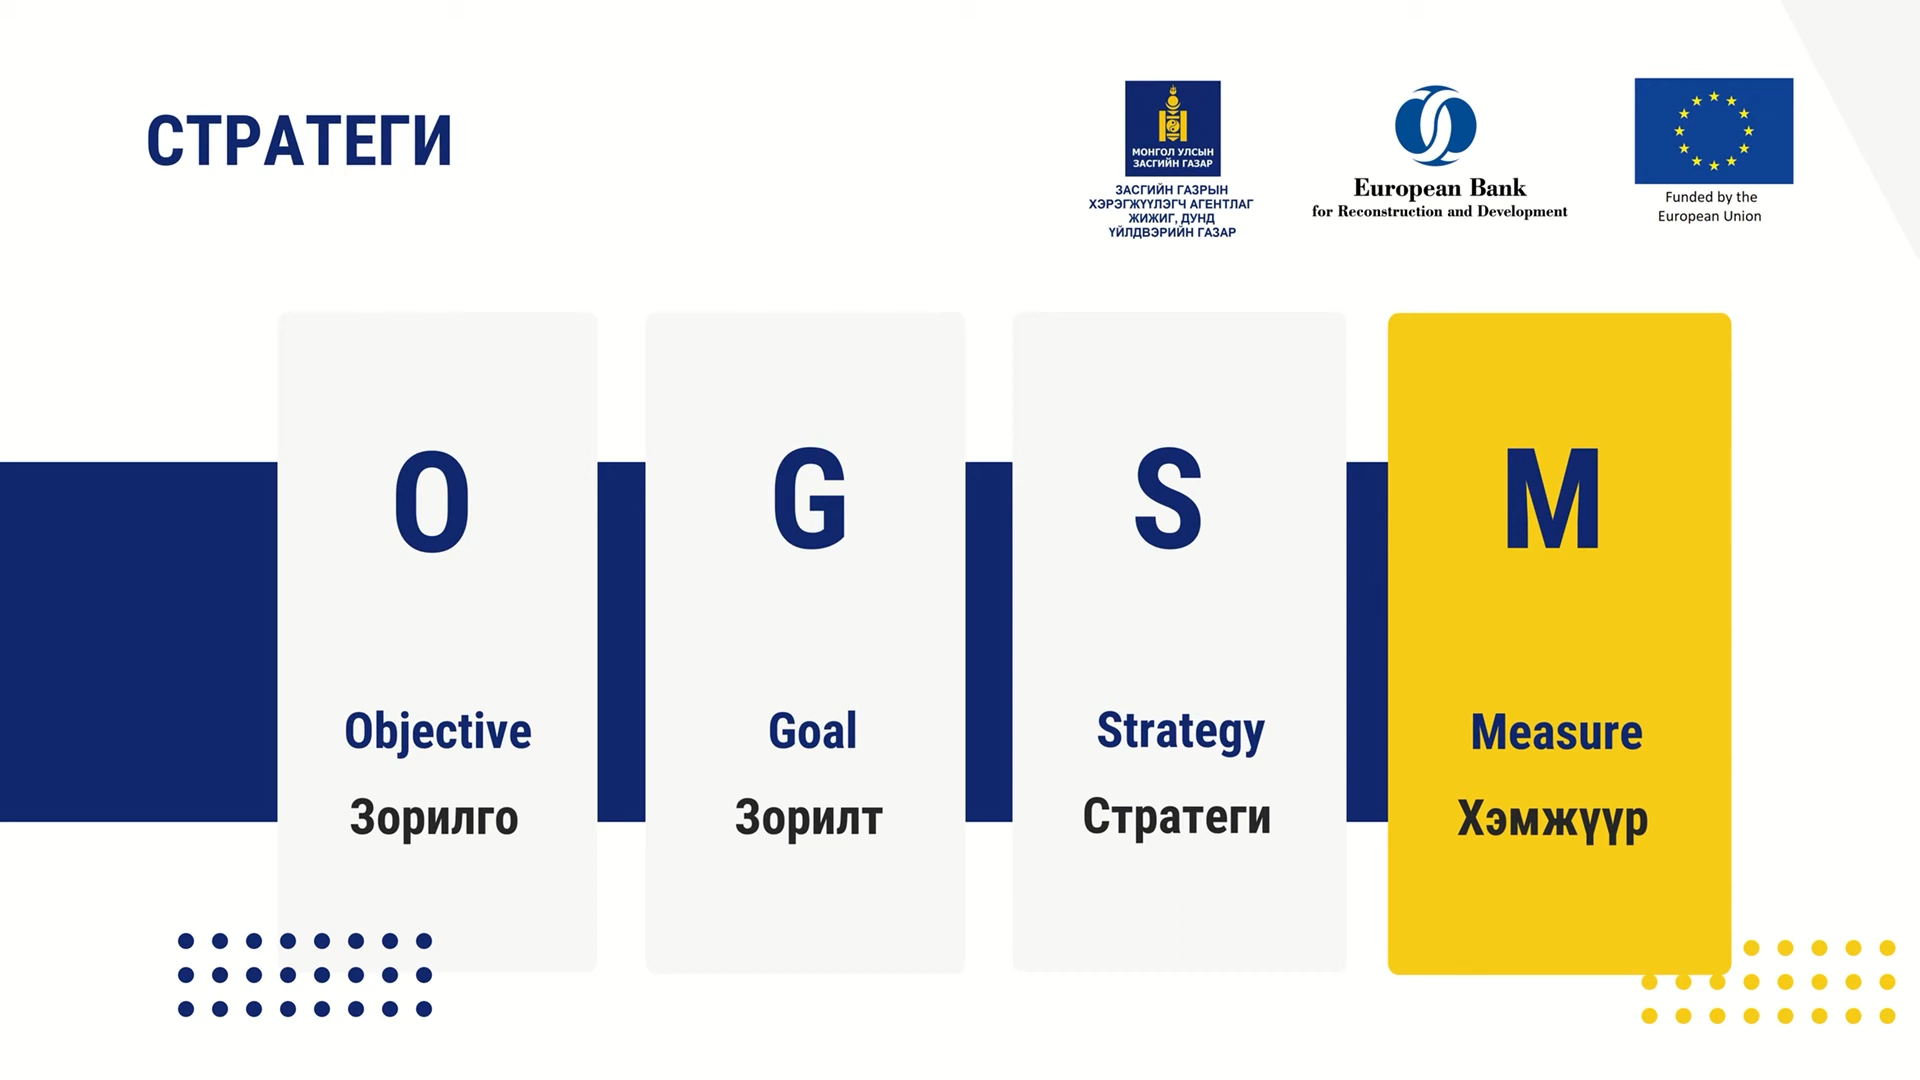 СТРАТЕГИ
МОНГОЛ УЛСЫН
ЗАСГИЙН ГАЗАР
ЗАСГИЙН ГАЗРЫН
ХЭРЭГЖҮҮЛЭГЧ АГЕНТЛАГ
ЖИЖИГ, ДУНД
ҮЙЛДВЭРИЙН ГАЗАР
European Bank
for Reconstruction and Development
Funded by the
European Union
O
Objective
Зорилго
G
Goal
Зорилт
S
Strategy
Стратеги
M
Measure
Хэмжүүр